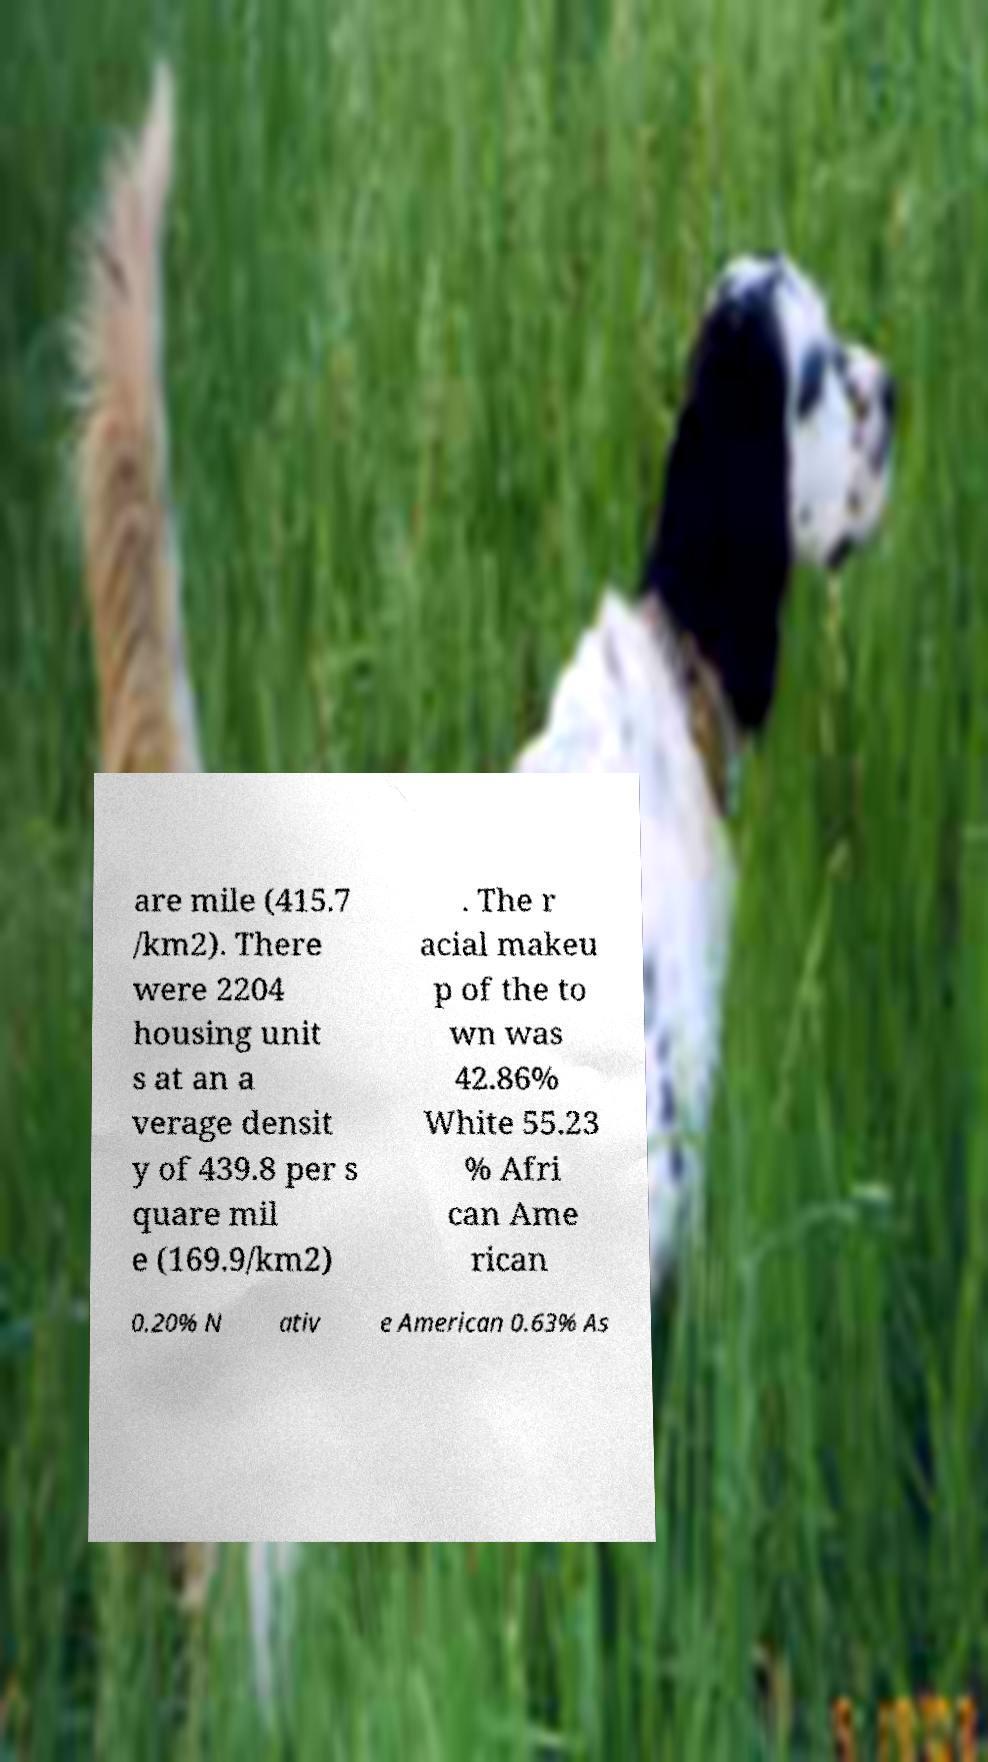 are mile (415.7
/km2). There
were 2204
housing unit
s at an a
verage densit
y of 439.8 per s
quare mil
e (169.9/km2)
. The r
acial makeu
p of the to
wn was
42.86%
White 55.23
% Afri
can Ame
rican
0.20% N ativ e American 0.63% As